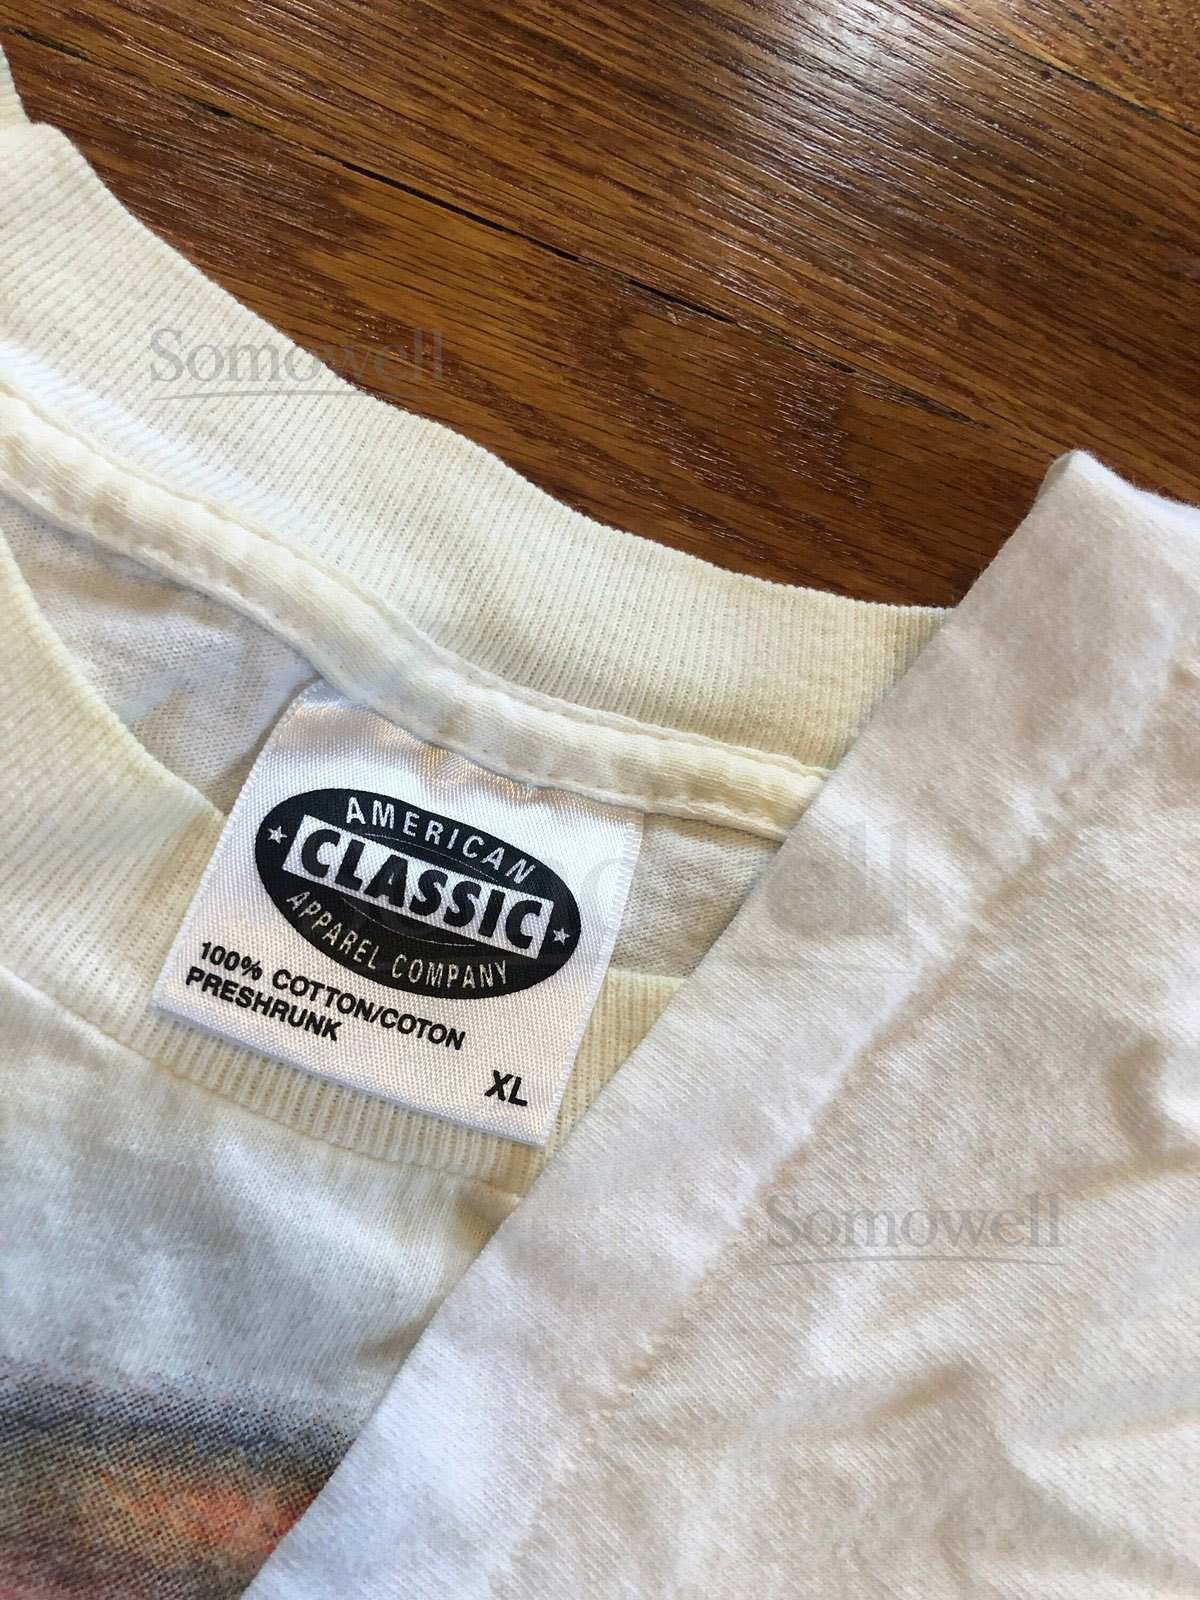 Somowell
AMERICAN
CLASSIC
APPAREL COMPANY
100% COTTON/COTON
PRESHRUNK
XL
Somowell